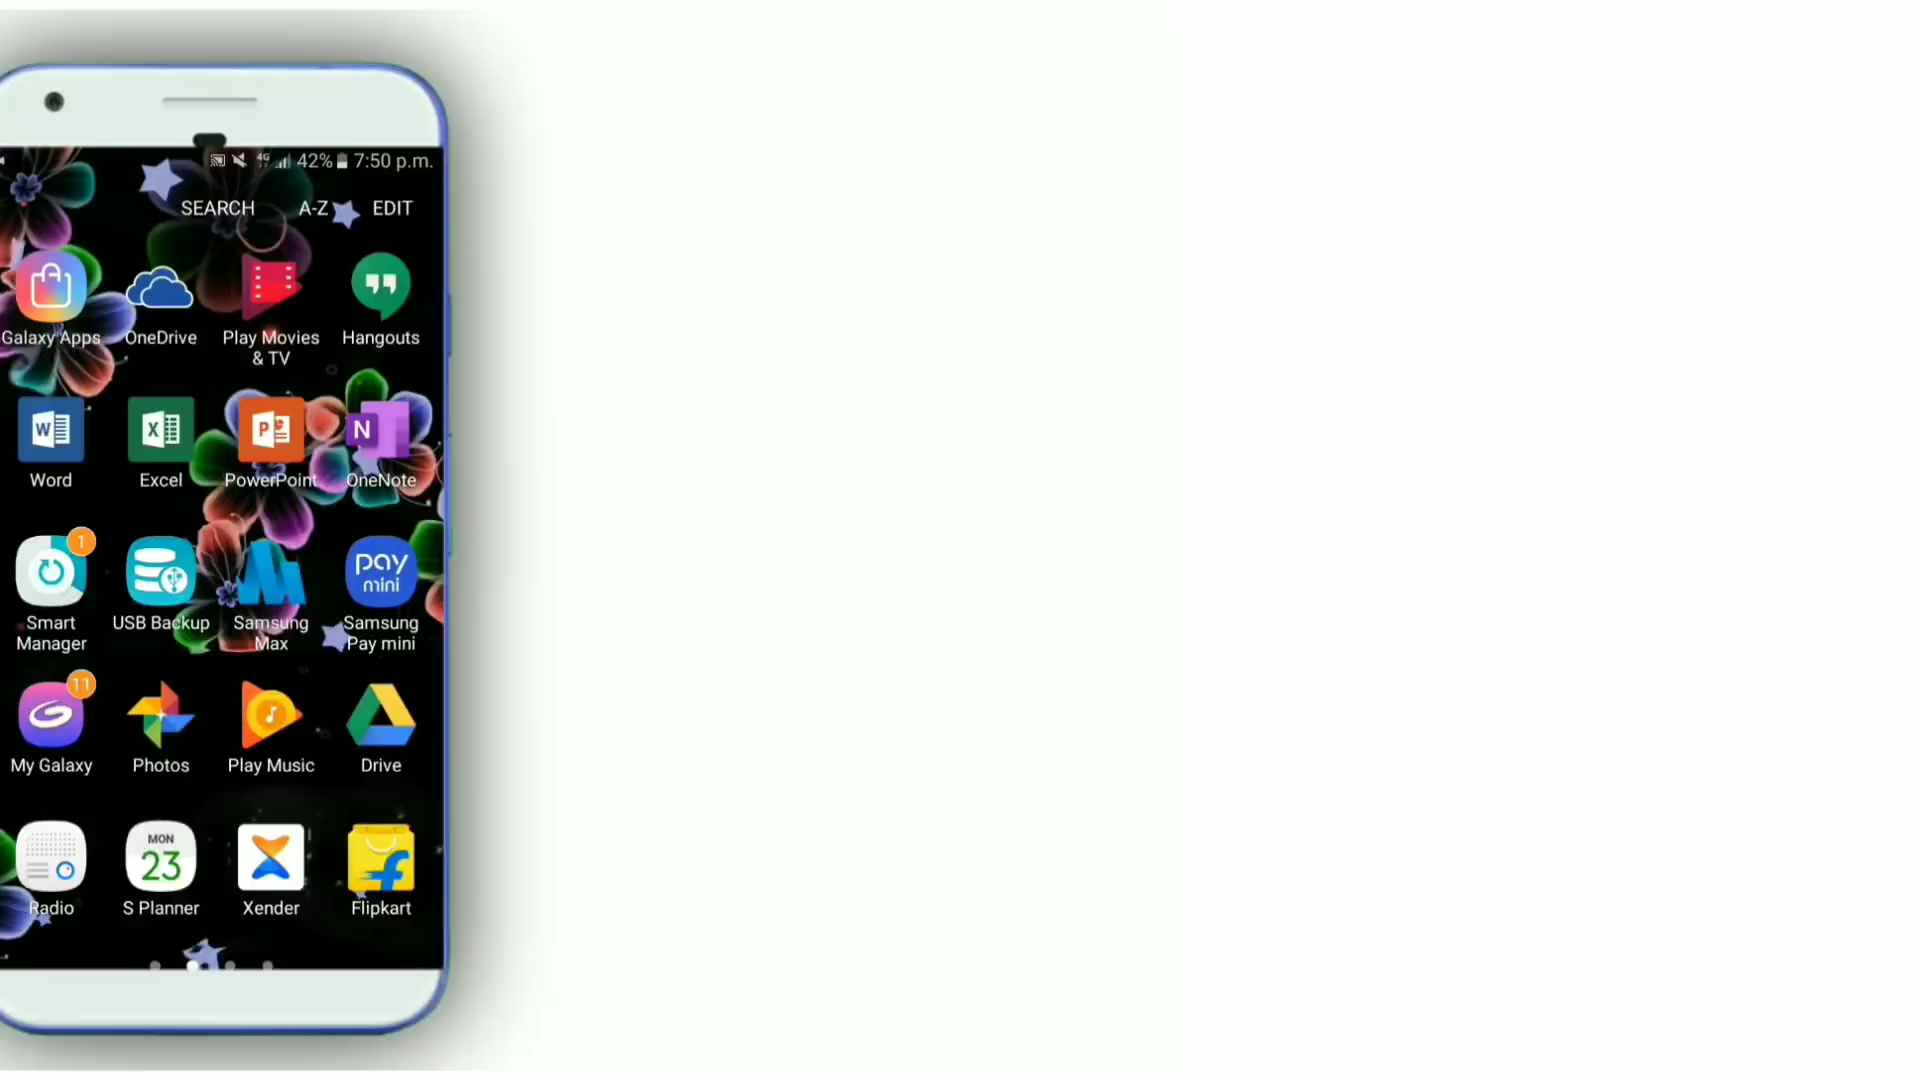 4G 42% 7:50 p.m.
SEARCH A-Z EDIT
Galaxy Apps OneDrive Play Movies & TV Hangouts
W X P N
Word Excel PowerPoint OneNote
1 pay mini
Smart Manager USB Backup Samsung Max Samsung Pay mini
11
My Galaxy Photos Play Music Drive
MON
23 f
Radio S Planner Xender Flipkart